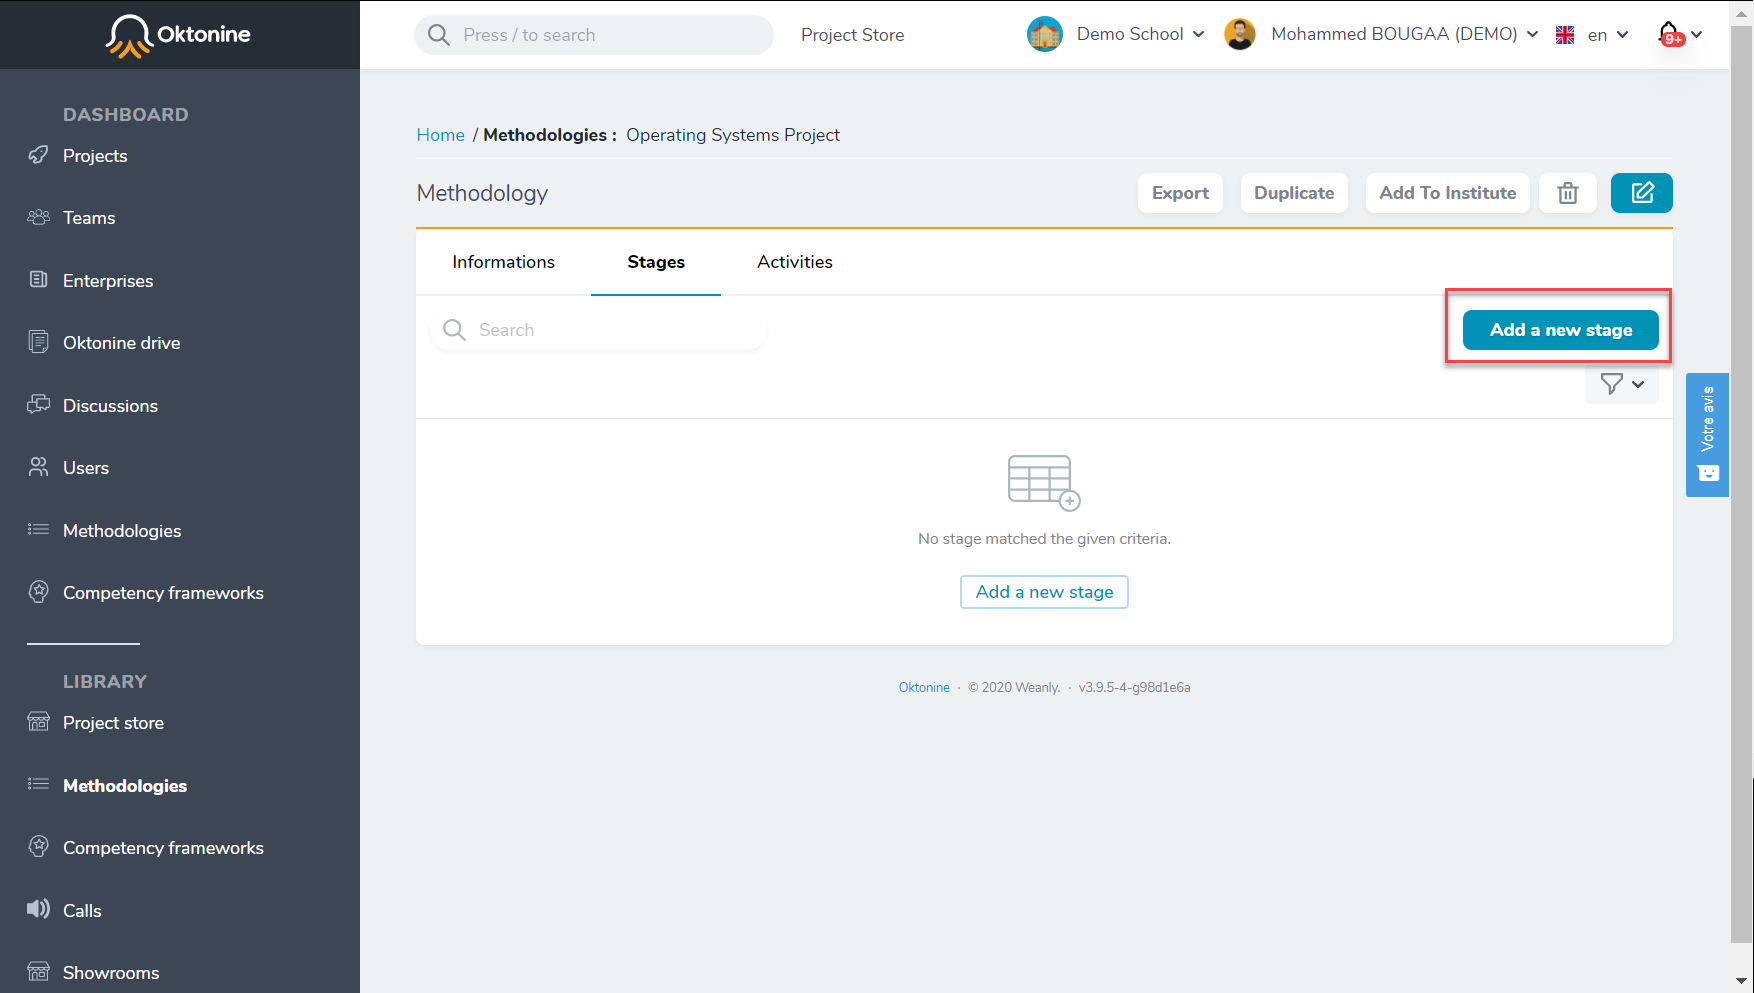 Oktonine
Press / to search
Project Store
Demo School
Mohammed BOUGAA (DEMO)
en
9+
DASHBOARD
Projects
Teams
Enterprises
Oktonine drive
Discussions
Users
Methodologies
Competency frameworks
LIBRARY
Project store
Methodologies
Competency frameworks
Calls
Showrooms
Home / Methodologies : Operating Systems Project
Methodology
Export
Duplicate
Add To Institute
Informations
Stages
Activities
Search
Add a new stage
No stage matched the given criteria.
Add a new stage
Votre avis
Oktonine · © 2020 Weanly. · v3.9.5-4-g98d1e6a